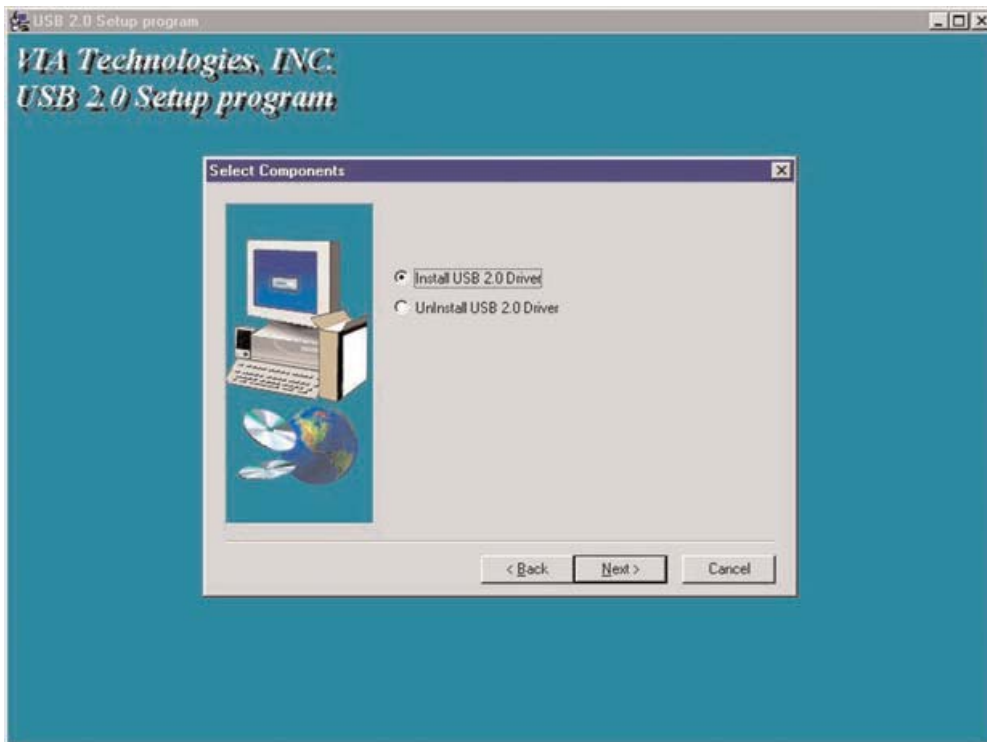 USB 2.0 Setup program
VIA Technologies, INC.
USB 2.0 Setup program
Select Components
Install USB 2.0 Driver
UnInstall USB 2.0 Driver
< Back
Next >
Cancel